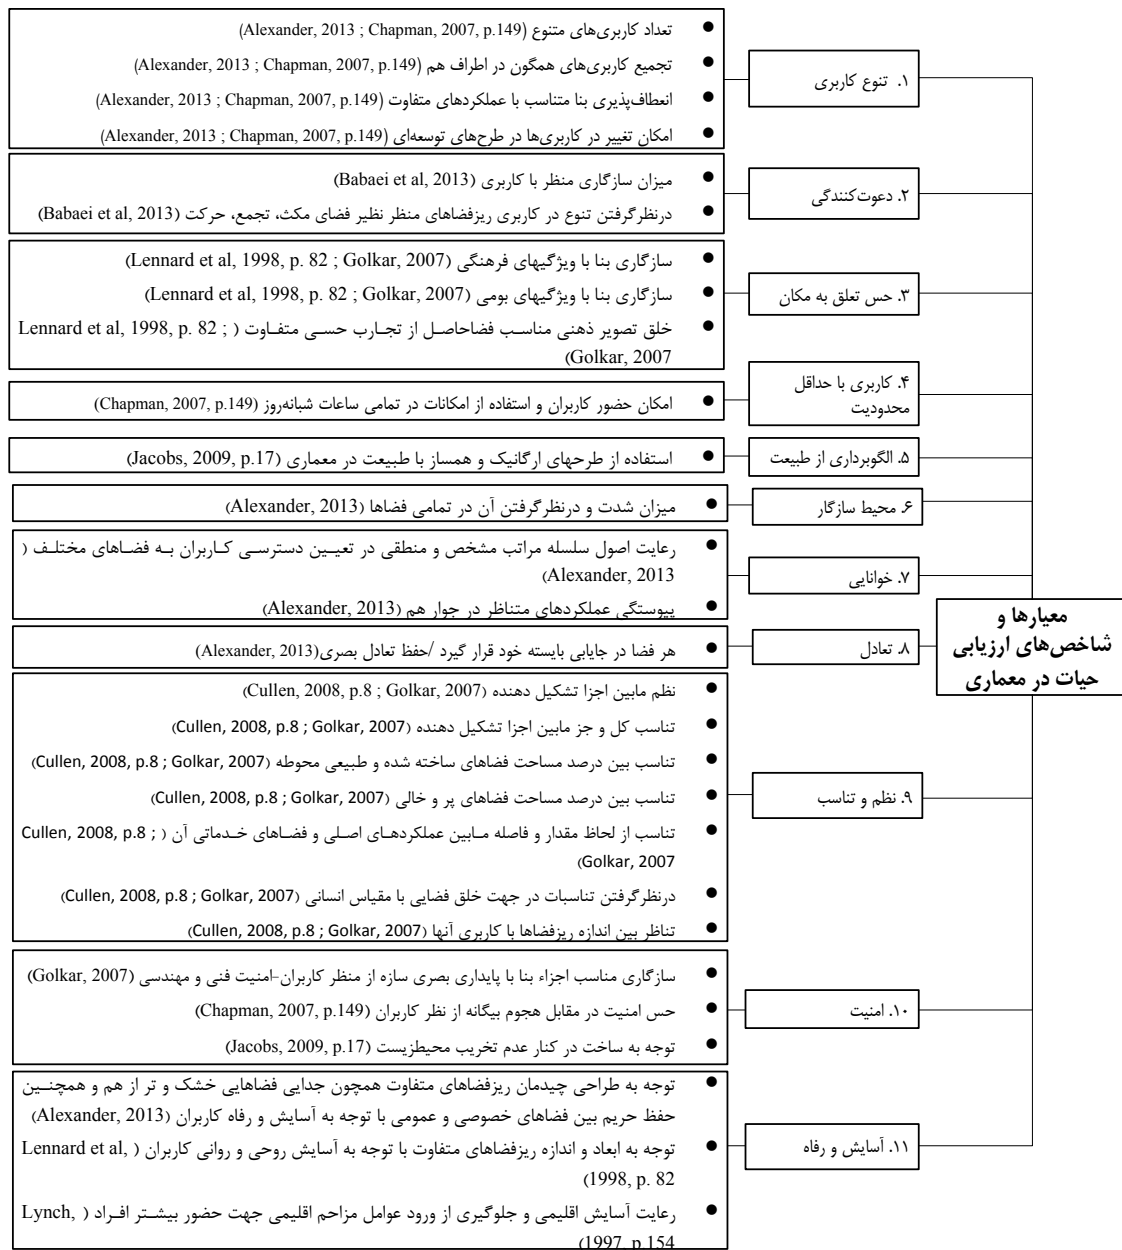 معیارها و
شاخص‌های ارزیابی
حیات در معماری
۱. تنوع کاربری
تعداد کاربری‌های متنوع (Alexander, 2013 ; Chapman, 2007, p.149)
تجمیع کاربری‌های همگون در اطراف هم (Alexander, 2013 ; Chapman, 2007, p.149)
انعطاف‌پذیری بنا متناسب با عملکردهای متفاوت (Alexander, 2013 ; Chapman, 2007, p.149)
امکان تغییر در کاربری‌ها در طرح‌های توسعه‌ای (Alexander, 2013 ; Chapman, 2007, p.149)
۲. دعوت‌کنندگی
میزان سازگاری منظر با کاربری (Babaei et al, 2013)
درنظرگرفتن تنوع در کاربری ریزفضاهای منظر نظیر فضای مکث، تجمع، حرکت (Babaei et al, 2013)
۳. حس تعلق به مکان
سازگاری بنا با ویژگیهای فرهنگی (Lennard et al, 1998, p. 82 ; Golkar, 2007)
سازگاری بنا با ویژگیهای بومی (Lennard et al, 1998, p. 82 ; Golkar, 2007)
خلق تصویر ذهنی مناسب فضاحاصل از تجارب حسی متفاوت (Lennard et al, 1998, p. 82 ;
Golkar, 2007)
۴. کاربری با حداقل
محدودیت
امکان حضور کاربران و استفاده از امکانات در تمامی ساعات شبانه‌روز (Chapman, 2007, p.149)
۵. الگوبرداری از طبیعت
استفاده از طرحهای ارگانیک و همساز با طبیعت در معماری (Jacobs, 2009, p.17)
۶. محیط سازگار
میزان شدت و درنظرگرفتن آن در تمامی فضاها (Alexander, 2013)
۷. خوانایی
رعایت اصول سلسله مراتب مشخص و منطقی در تعیین دسترسی کاربران به فضاهای مختلف (
Alexander, 2013)
پیوستگی عملکردهای متناظر در جوار هم (Alexander, 2013)
۸. تعادل
هر فضا در جایابی بایسته خود قرار گیرد /حفظ تعادل بصری(Alexander, 2013)
۹. نظم و تناسب
نظم مابین اجزا تشکیل دهنده (Cullen, 2008, p.8 ; Golkar, 2007)
تناسب کل و جز مابین اجزا تشکیل دهنده (Cullen, 2008, p.8 ; Golkar, 2007)
تناسب بین درصد مساحت فضاهای ساخته شده و طبیعی محوطه (Cullen, 2008, p.8 ; Golkar, 2007)
تناسب بین درصد مساحت فضاهای پر و خالی (Cullen, 2008, p.8 ; Golkar, 2007)
تناسب از لحاظ مقدار و فاصله مابین عملکردهای اصلی و فضاهای خدماتی آن (Cullen, 2008, p.8 ;
Golkar, 2007)
درنظرگرفتن تناسبات در جهت خلق فضایی با مقیاس انسانی (Cullen, 2008, p.8 ; Golkar, 2007)
تناظر بین اندازه ریزفضاها با کاربری آنها (Cullen, 2008, p.8 ; Golkar, 2007)
۱۰. امنیت
سازگاری مناسب اجزاء بنا با پایداری بصری سازه از منظر کاربران-امنیت فنی و مهندسی (Golkar, 2007)
حس امنیت در مقابل هجوم بیگانه از نظر کاربران (Chapman, 2007, p.149)
توجه به ساخت در کنار عدم تخریب محیطزیست (Jacobs, 2009, p.17)
۱۱. آسایش و رفاه
توجه به طراحی چیدمان ریزفضاهای متفاوت همچون جدایی فضاهایی خشک و تر از هم و همچنین
حفظ حریم بین فضاهای خصوصی و عمومی با توجه به آسایش و رفاه کاربران (Alexander, 2013)
توجه به ابعاد و اندازه ریزفضاهای متفاوت با توجه به آسایش روحی و روانی کاربران (Lennard et al,
1998, p. 82)
رعایت آسایش اقلیمی و جلوگیری از ورود عوامل مزاحم اقلیمی جهت حضور بیشتر افراد (Lynch,
1997, p.154)